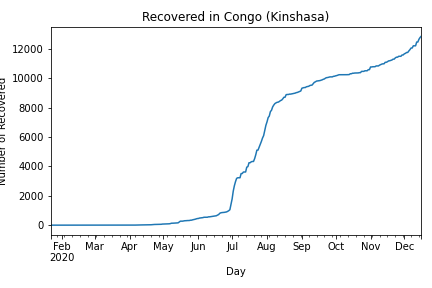 Recovered in Congo (Kinshasa)
Number of Recovered
12000
10000
8000
6000
4000
2000
0
Feb Mar Apr May Jun Jul Aug Sep Oct Nov Dec
2020
Day